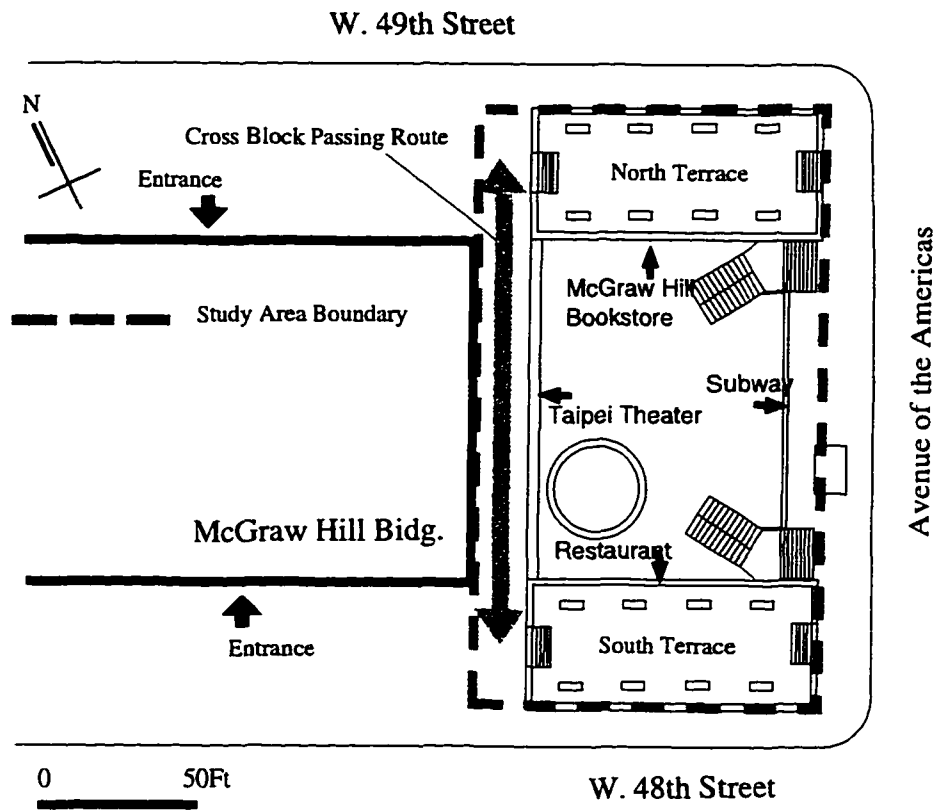 W. 49th Street
N
Cross Block Passing Route
Entrance
North Terrace
McGraw Hill
Bookstore
Study Area Boundary
Subway
Taipei Theater
Avenue of the Americas
McGraw Hill Bidg.
Restaurant
Entrance
South Terrace
0 50Ft
W. 48th Street